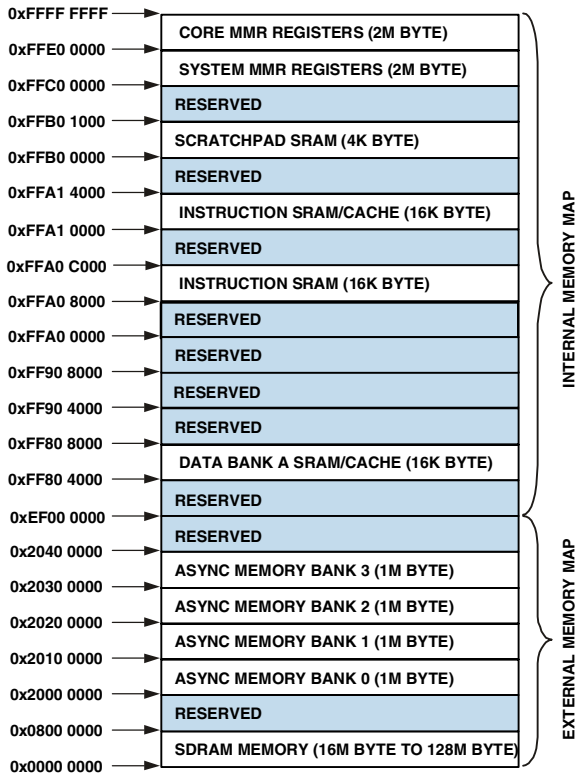 0xFFFF FFFF
CORE MMR REGISTERS (2M BYTE)
0xFFE0 0000
SYSTEM MMR REGISTERS (2M BYTE)
0xFFC0 0000
RESERVED
0xFFB0 1000
SCRATCHPAD SRAM (4K BYTE)
0xFFB0 0000
RESERVED
0xFFA1 4000
INSTRUCTION SRAM/CACHE (16K BYTE)
0xFFA1 0000
RESERVED
0xFFA0 C000
INSTRUCTION SRAM (16K BYTE)
0xFFA0 8000
RESERVED
0xFFA0 0000
RESERVED
0xFF90 8000
RESERVED
0xFF90 4000
RESERVED
0xFF80 8000
DATA BANK A SRAM/CACHE (16K BYTE)
0xFF80 4000
RESERVED
0xEF00 0000
RESERVED
0x2040 0000
ASYNC MEMORY BANK 3 (1M BYTE)
0x2030 0000
ASYNC MEMORY BANK 2 (1M BYTE)
0x2020 0000
ASYNC MEMORY BANK 1 (1M BYTE)
0x2010 0000
ASYNC MEMORY BANK 0 (1M BYTE)
0x2000 0000
RESERVED
0x0800 0000
SDRAM MEMORY (16M BYTE TO 128M BYTE)
0x0000 0000
INTERNAL MEMORY MAP
EXTERNAL MEMORY MAP